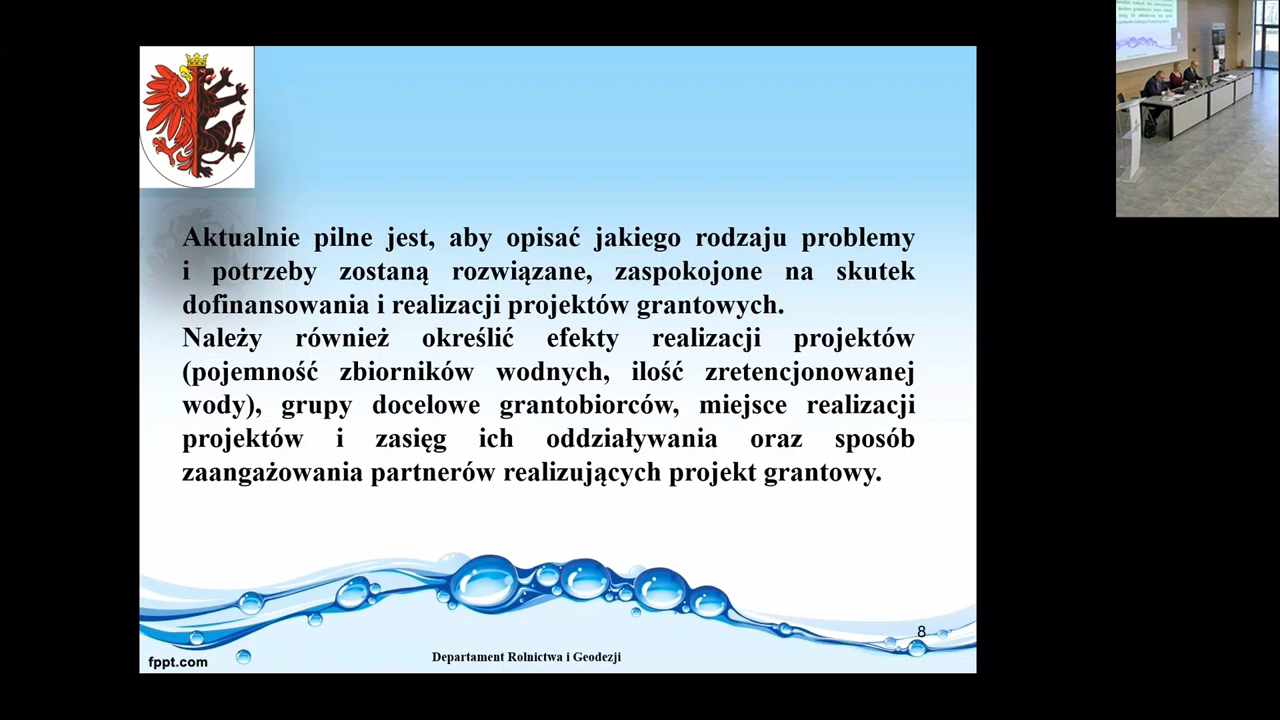 Aktualnie pilne jest, aby opisać jakiego rodzaju problemy
i potrzeby zostaną rozwiązane, zaspokojone na skutek
dofinansowania i realizacji projektów grantowych.
Należy również określić efekty realizacji projektów
(pojemność zbiorników wodnych, ilość zretencjonowanej
wody), grupy docelowe grantobiorców, miejsce realizacji
projektów i zasięg ich oddziaływania oraz sposób
zaangażowania partnerów realizujących projekt grantowy.
8
Departament Rolnictwa i Geodezji
fppt.com